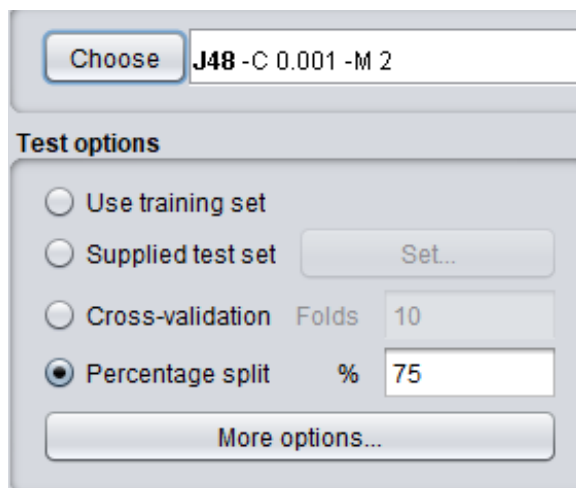 Choose J48 -C 0.001 -M 2
Test options
Use training set
Supplied test set Set...
Cross-validation Folds 10
Percentage split % 75
More options...